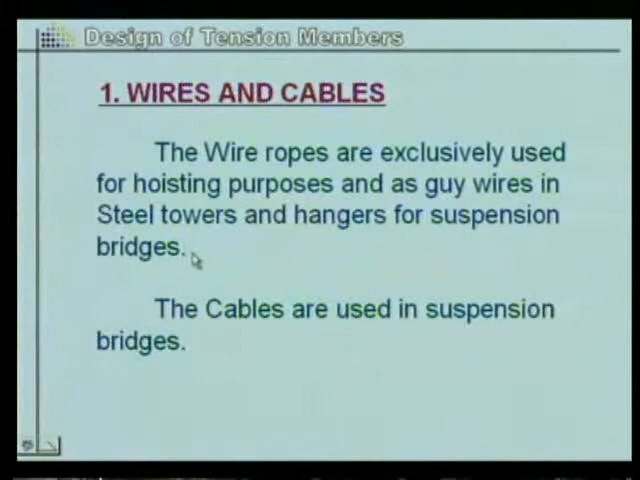 Design of Tension Members
1. WIRES AND CABLES
The Wire ropes are exclusively used
for hoisting purposes and as guy wires in
Steel towers and hangers for suspension
bridges.
The Cables are used in suspension
bridges.